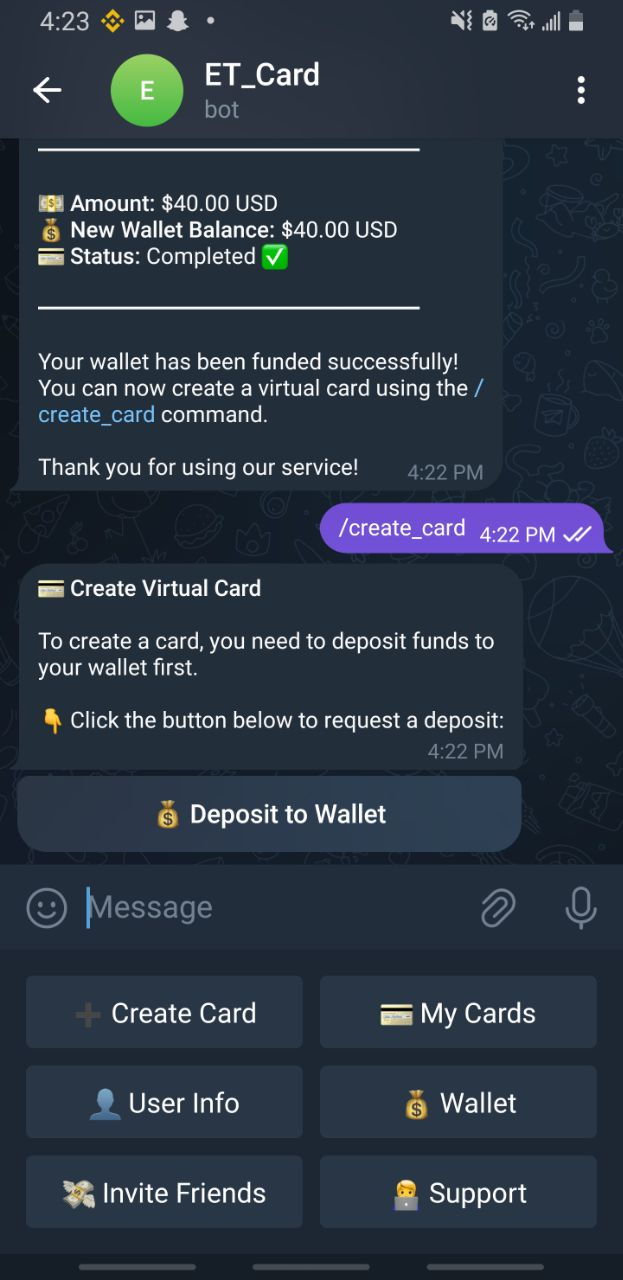 4:23
E
ET_Card
bot
💵 Amount: $40.00 USD
💰 New Wallet Balance: $40.00 USD
💳 Status: Completed ✅
Your wallet has been funded successfully!
You can now create a virtual card using the /
create_card command.
Thank you for using our service! 4:22 PM
/create_card 4:22 PM
💳 Create Virtual Card
To create a card, you need to deposit funds to
your wallet first.
👇 Click the button below to request a deposit:
4:22 PM
💰 Deposit to Wallet
Message
➕ Create Card
💳 My Cards
👤 User Info
💰 Wallet
💸 Invite Friends
🧑‍💻 Support